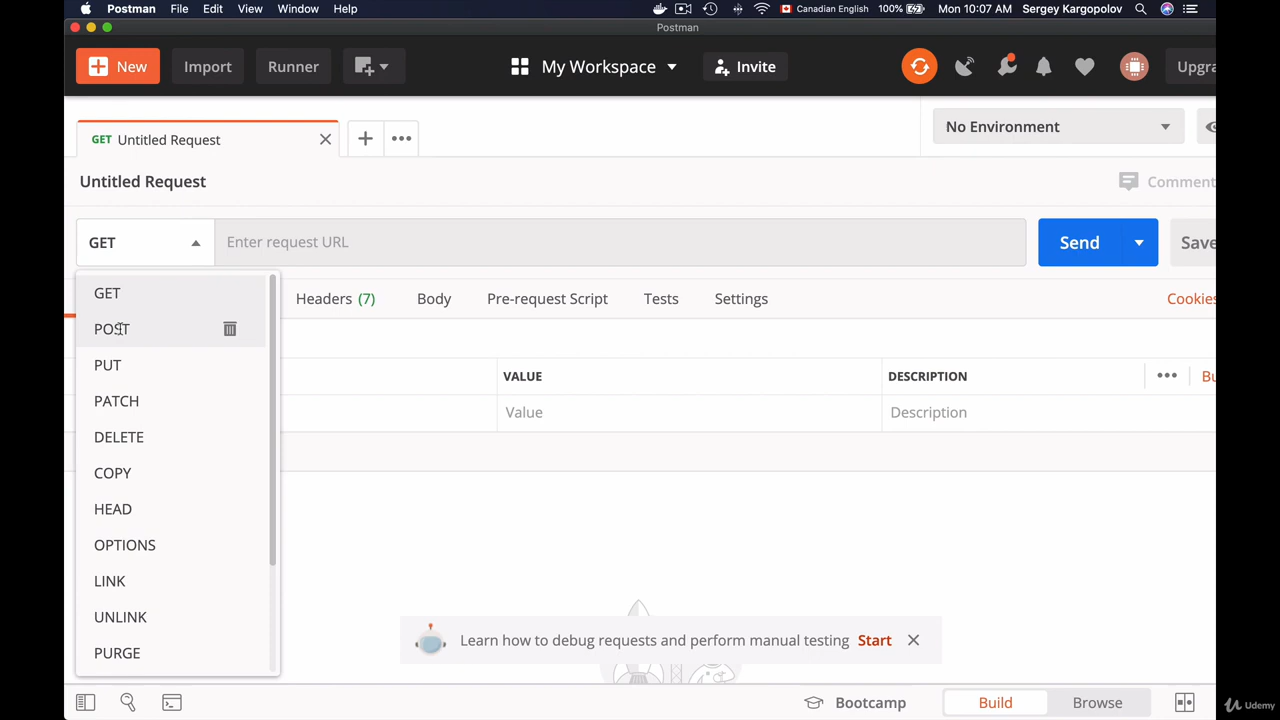 Postman File Edit View Window Help Canadian English 100% Mon 10:07 AM Sergey Kargopolov
Postman
New Import Runner My Workspace Invite Upgra
GET Untitled Request No Environment
Untitled Request Comment
GET Enter request URL Send Save
Headers (7) Body Pre-request Script Tests Settings Cookies
GET
POST
PUT
PATCH
DELETE
COPY
HEAD
OPTIONS
LINK
UNLINK
PURGE
VALUE DESCRIPTION Bu
Value Description
Learn how to debug requests and perform manual testing Start
Bootcamp Build Browse
Udemy